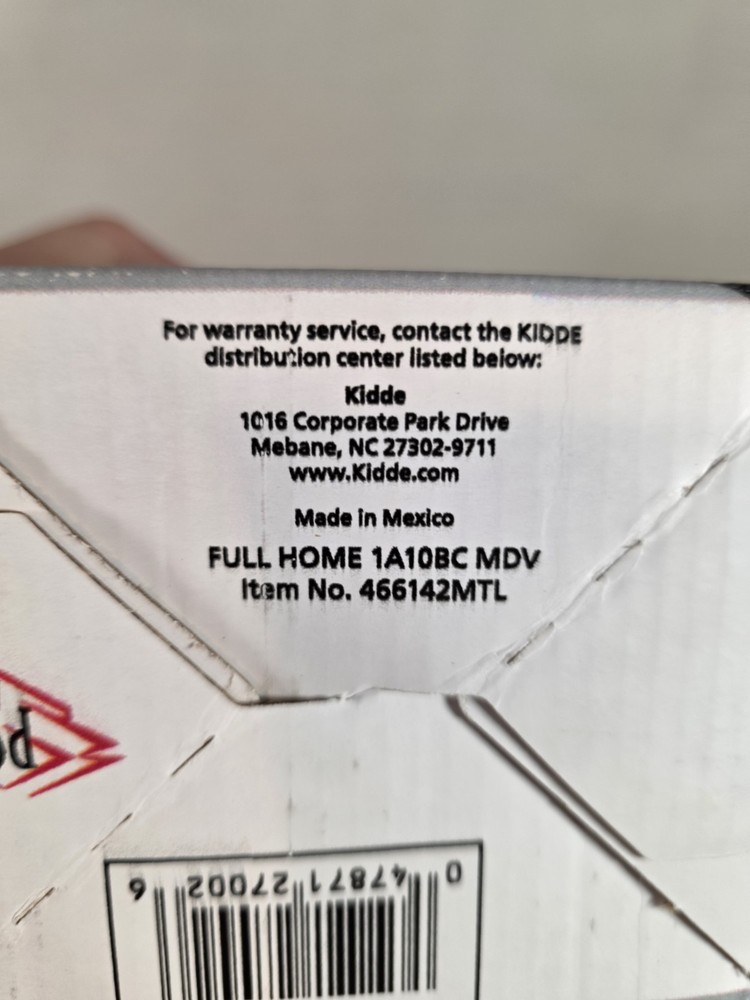 For warranty service, contact the KIDDE
distribution center listed below:
Kidde
1016 Corporate Park Drive
Mebane, NC 27302-9711
www.Kidde.com
Made in Mexico
FULL HOME 1A10BC MDV
Item No. 466142MTL
0 47871 27002 6